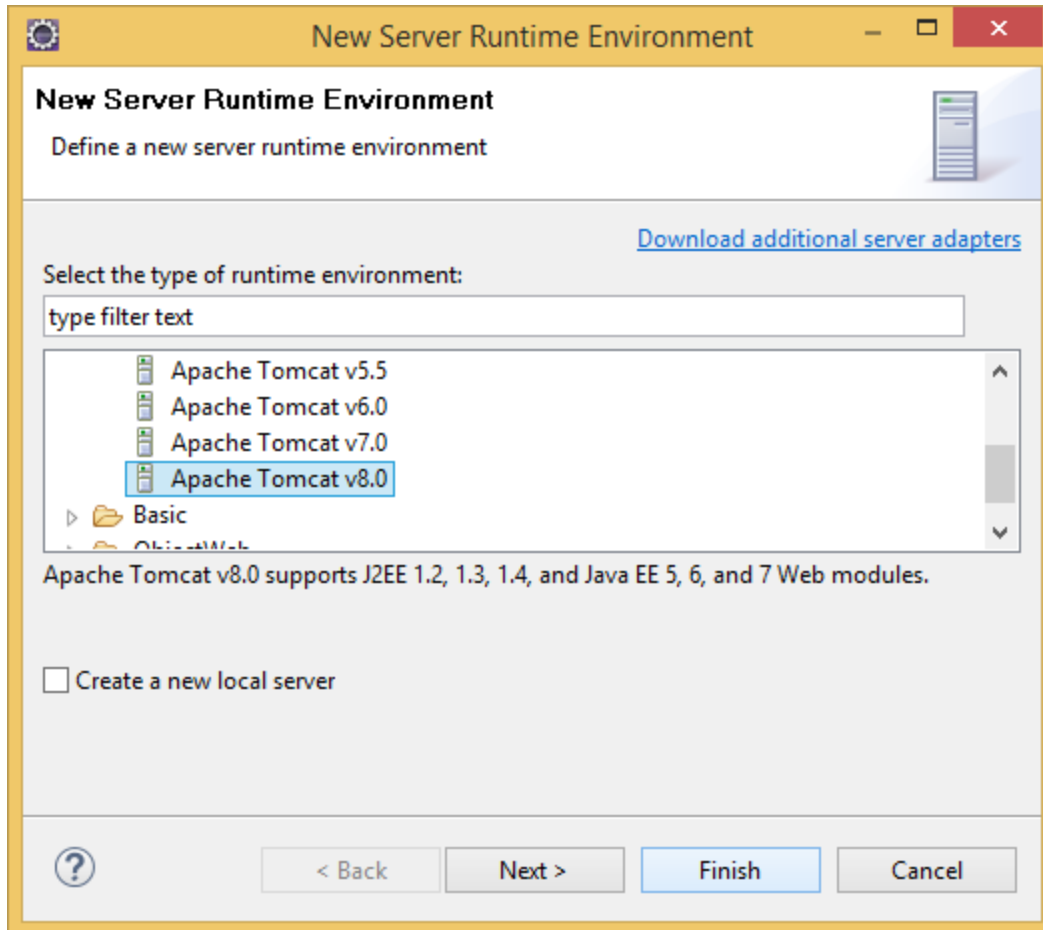 New Server Runtime Environment
New Server Runtime Environment
Define a new server runtime environment
Download additional server adapters
Select the type of runtime environment:
type filter text
Apache Tomcat v5.5
Apache Tomcat v6.0
Apache Tomcat v7.0
Apache Tomcat v8.0
Basic
ObjectWeb
Apache Tomcat v8.0 supports J2EE 1.2, 1.3, 1.4, and Java EE 5, 6, and 7 Web modules.
Create a new local server
< Back Next > Finish Cancel